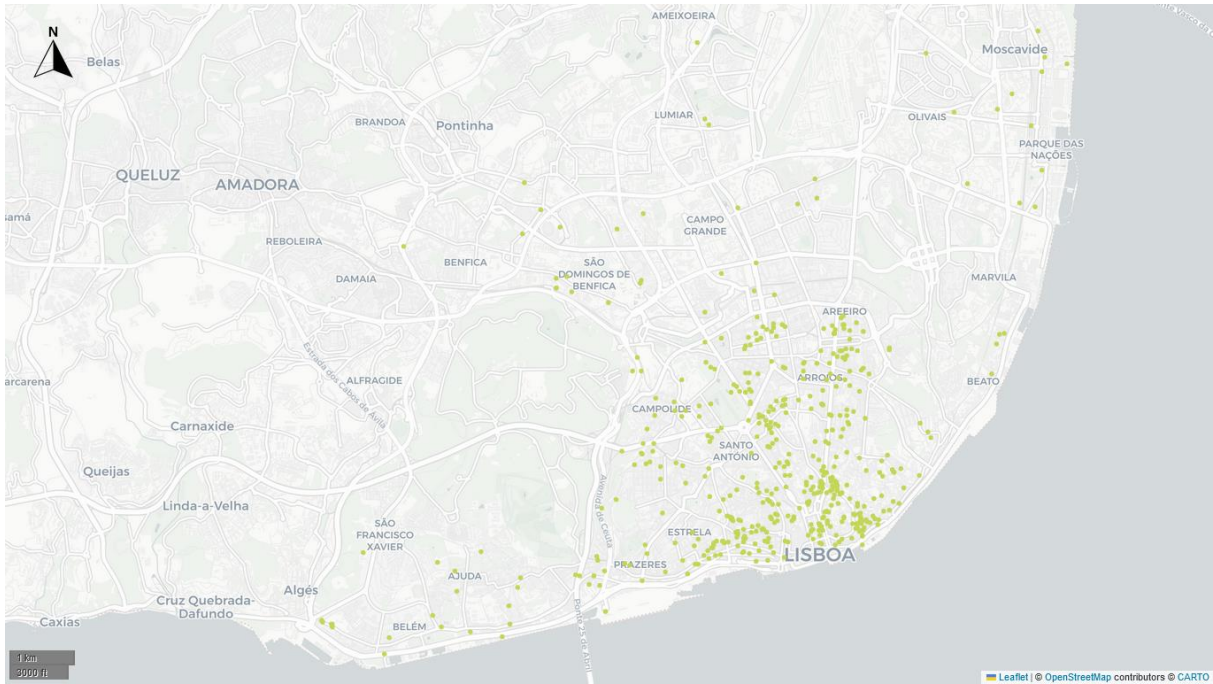 AMEIXOEIRA
N
Belas
Moscavide
BRANDOA
Pontinha
LUMIAR
OLIVAIS
PARQUE DAS
NAÇÕES
QUELUZ
AMADORA
CAMPO
GRANDE
REBOLEIRA
BENFICA
SÃO
DOMINGOS DE
BENFICA
DAMAIA
MARVILA
AREEIRO
Estrada dos Cabos de Ávila
ALFRAGIDE
ARROIOS
BEATO
CAMPOLIDE
Carnaxide
SANTO
ANTÓNIO
Queijas
Linda-a-Velha
Avenida de Ceuta
SÃO
FRANCISCO
XAVIER
ESTRELA
LISBOA
PRAZERES
AJUDA
Algés
Cruz Quebrada-
Dafundo
Caxias
BELÉM
Ponte 25 de Abril
1 km
3000 ft
Leaflet | © OpenStreetMap contributors © CARTO